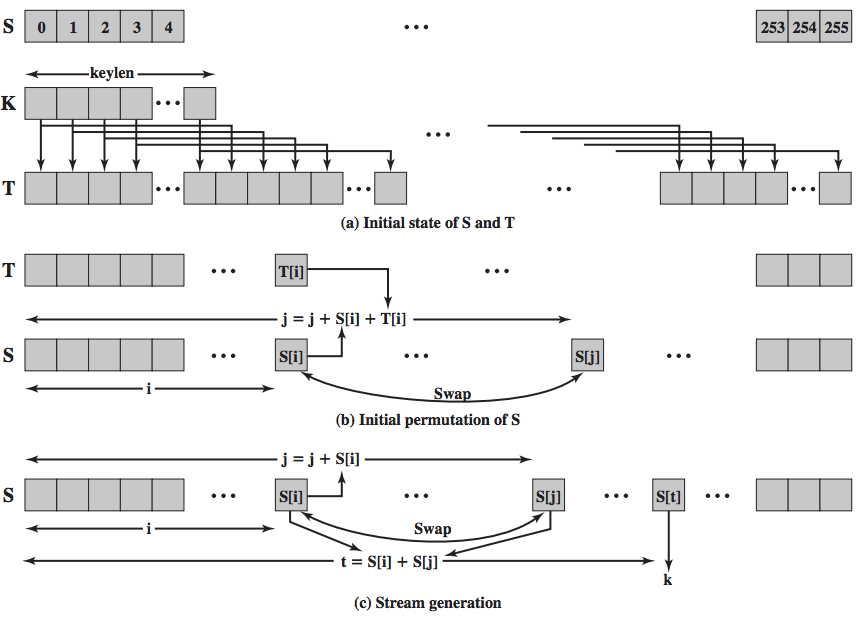 S 0 1 2 3 4 ... 253 254 255
keylen
K ...
...
T ... ... ...
(a) Initial state of S and T
T ... T[i] ...
j = j + S[i] + T[i]
S ... S[i] ... S[j] ...
i
Swap
(b) Initial permutation of S
j = j + S[i]
S ... S[i] ... S[j] ... S[t] ...
i
Swap
t = S[i] + S[j]
k
(c) Stream generation